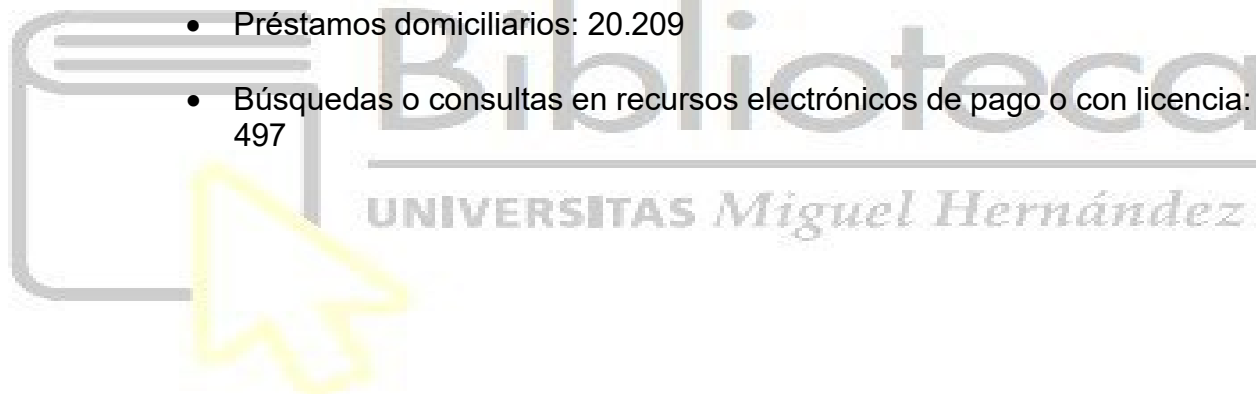 • Préstamos domiciliarios: 20.209
• Búsquedas o consultas en recursos electrónicos de pago o con licencia:
497
Biblioteca
UNIVERSITAS Miguel Hernández